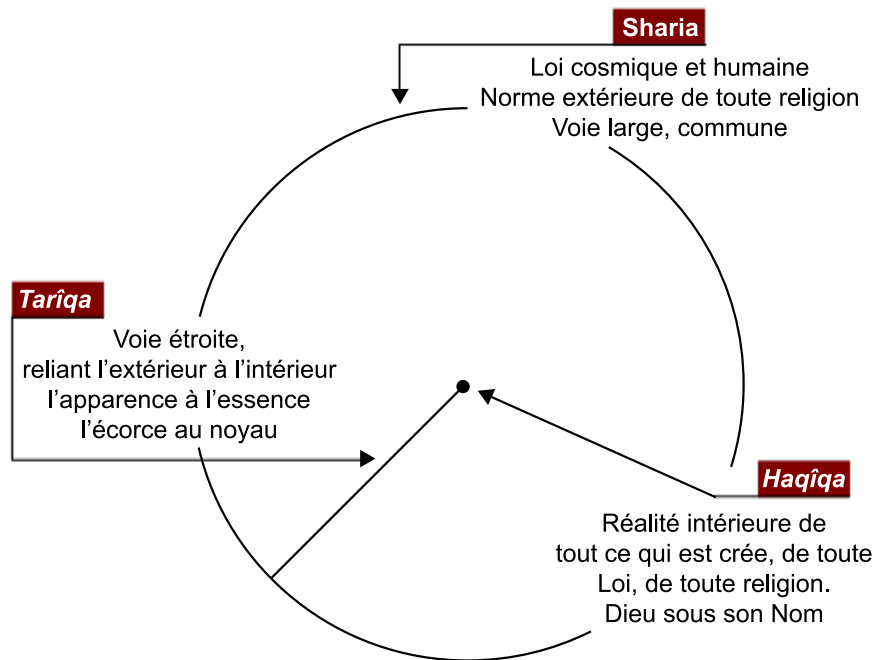 Sharia
Loi cosmique et humaine
Norme extérieure de toute religion
Voie large, commune
Tarîqa
Voie étroite,
reliant l'extérieur à l'intérieur
l'apparence à l'essence
l'écorce au noyau
Haqîqa
Réalité intérieure de
tout ce qui est crée, de toute
Loi, de toute religion.
Dieu sous son Nom